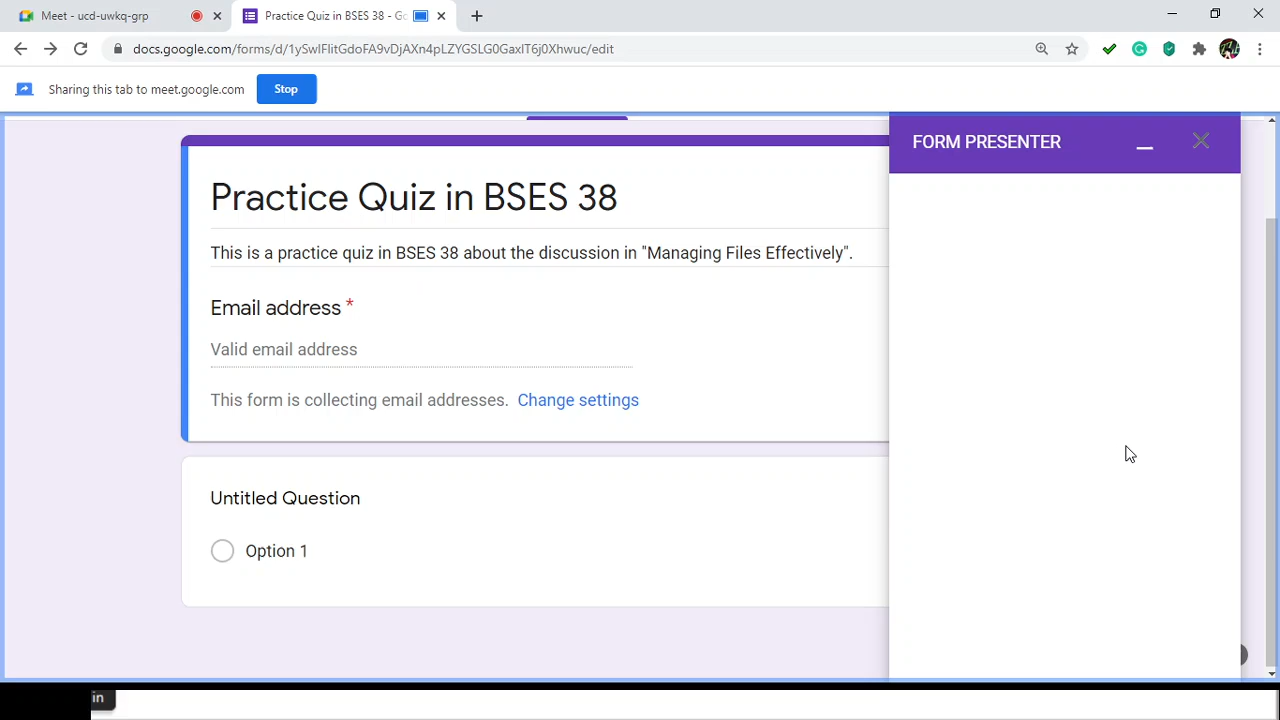 Meet - ucd-uwkq-grp
Practice Quiz in BSES 38 - Go
docs.google.com/forms/d/1ySwIFlitGdoFA9vDjAXn4pLZYGSLG0GaxIT6j0Xhwuc/edit
Sharing this tab to meet.google.com
Stop
FORM PRESENTER
Practice Quiz in BSES 38
This is a practice quiz in BSES 38 about the discussion in "Managing Files Effectively".
Email address *
Valid email address
This form is collecting email addresses. Change settings
Untitled Question
Option 1
in